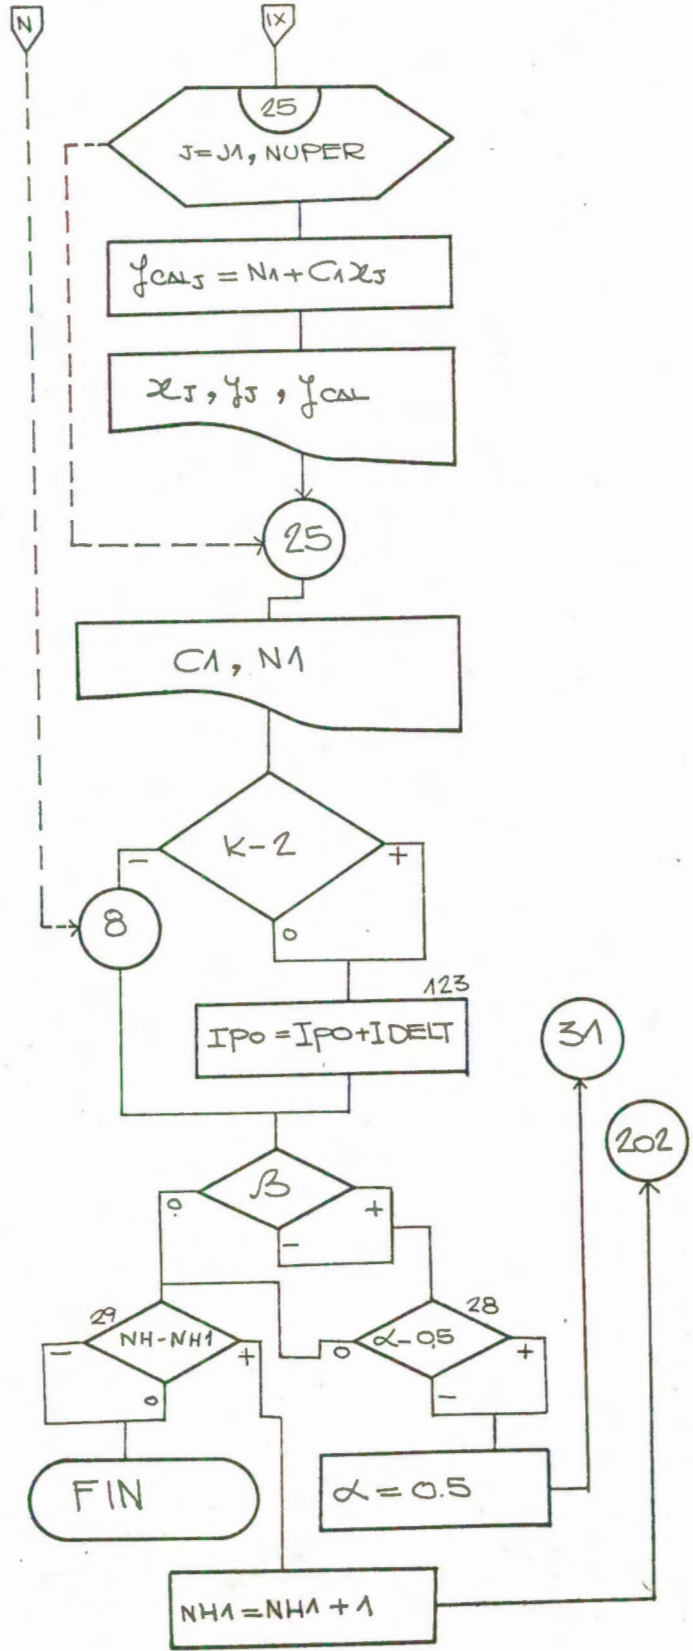 N
IX
25
J=J1, NUPER
yCALJ = N1+C1xJ
xJ, yJ, yCAL
25
C1, N1
K-2
-
+
0
8
123
IPO=IPO+IDELT
31
202
β
0
+
-
29
NH-NH1
-
+
0
28
α-0.5
0
+
-
FIN
α=0.5
NH1=NH1+1